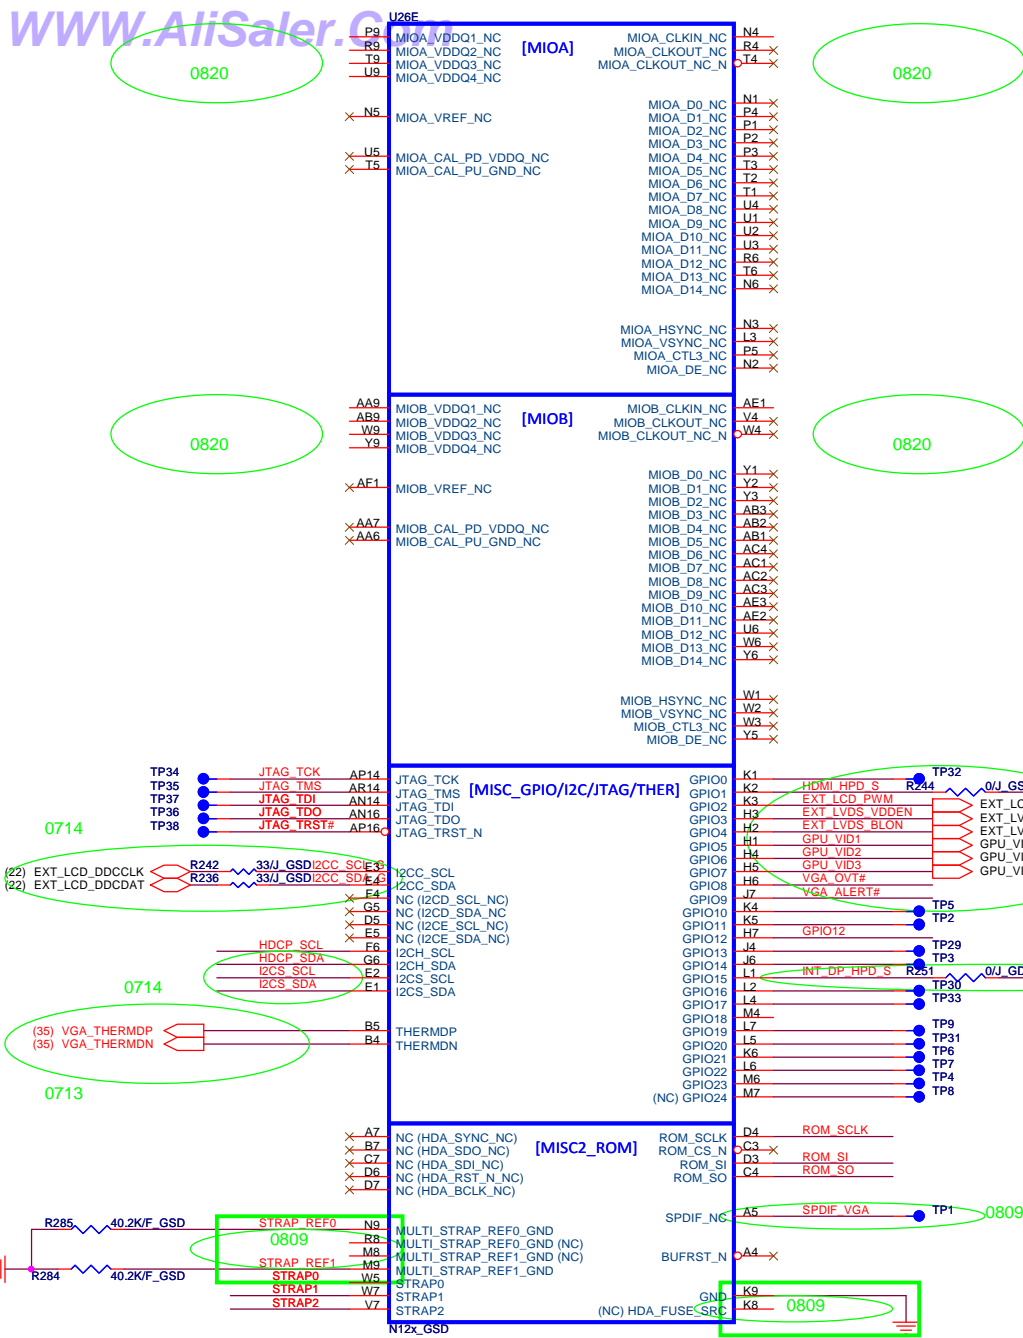 WWW.AliSaler.Com
U26E
[MIOA]
0820
0820
P9 MIOA_VDDQ1_NC
R9 MIOA_VDDQ2_NC
T9 MIOA_VDDQ3_NC
U9 MIOA_VDDQ4_NC
N5 MIOA_VREF_NC
U5 MIOA_CAL_PD_VDDQ_NC
T5 MIOA_CAL_PU_GND_NC
MIOA_CLKIN_NC N4
MIOA_CLKOUT_NC R4
MIOA_CLKOUT_NC_N T4
MIOA_D0_NC N1
MIOA_D1_NC P4
MIOA_D2_NC P1
MIOA_D3_NC P2
MIOA_D4_NC P3
MIOA_D5_NC T3
MIOA_D6_NC T2
MIOA_D7_NC T1
MIOA_D8_NC U4
MIOA_D9_NC U1
MIOA_D10_NC U2
MIOA_D11_NC U3
MIOA_D12_NC R6
MIOA_D13_NC T6
MIOA_D14_NC N6
MIOA_HSYNC_NC N3
MIOA_VSYNC_NC L3
MIOA_CTL3_NC P5
MIOA_DE_NC N2
[MIOB]
0820
0820
AA9 MIOB_VDDQ1_NC
AB9 MIOB_VDDQ2_NC
W9 MIOB_VDDQ3_NC
Y9 MIOB_VDDQ4_NC
AF1 MIOB_VREF_NC
AA7 MIOB_CAL_PD_VDDQ_NC
AA6 MIOB_CAL_PU_GND_NC
MIOB_CLKIN_NC AE1
MIOB_CLKOUT_NC V4
MIOB_CLKOUT_NC_N W4
MIOB_D0_NC Y1
MIOB_D1_NC Y2
MIOB_D2_NC Y3
MIOB_D3_NC AB3
MIOB_D4_NC AB2
MIOB_D5_NC AB1
MIOB_D6_NC AC4
MIOB_D7_NC AC1
MIOB_D8_NC AC2
MIOB_D9_NC AC3
MIOB_D10_NC AE3
MIOB_D11_NC AE2
MIOB_D12_NC U6
MIOB_D13_NC W6
MIOB_D14_NC Y6
MIOB_HSYNC_NC W1
MIOB_VSYNC_NC W2
MIOB_CTL3_NC W3
MIOB_DE_NC Y5
[MISC_GPIO/I2C/JTAG/THER]
TP34 JTAG_TCK AP14 JTAG_TCK
TP35 JTAG_TMS AR14 JTAG_TMS
TP37 JTAG_TDI AN14 JTAG_TDI
TP36 JTAG_TDO AN16 JTAG_TDO
TP38 JTAG_TRST# AP16 JTAG_TRST_N
0714
(22) EXT_LCD_DDCCLK R242 33/J_GSD I2CC_SCL_G E3 I2CC_SCL
(22) EXT_LCD_DDCDAT R236 33/J_GSD I2CC_SDA_G E4 I2CC_SDA
F4 NC (I2CD_SCL_NC)
G5 NC (I2CD_SDA_NC
D5 NC (I2CE_SCL_NC)
E5 NC (I2CE_SDA_NC)
HDCP_SCL F6 I2CH_SCL
HDCP_SDA G6 I2CH_SDA
I2CS_SCL E2 I2CS_SCL
I2CS_SDA E1 I2CS_SDA
0714
(35) VGA_THERMDP B5 THERMDP
(35) VGA_THERMDN B4 THERMDN
0713
GPIO0 K1 TP32
GPIO1 K2 HDMI_HPD_S R244 0/J_GS
GPIO2 K3 EXT_LCD_PWM EXT_LC
GPIO3 H3 EXT_LVDS_VDDEN EXT_LV
GPIO4 H2 EXT_LVDS_BLON EXT_LV
GPIO5 H1 GPU_VID1 GPU_VI
GPIO6 H4 GPU_VID2 GPU_VI
GPIO7 H5 GPU_VID3 GPU_VI
GPIO8 H6 VGA_OVT#
GPIO9 J7 VGA_ALERT#
GPIO10 K4 TP5
GPIO11 K5 TP2
GPIO12 H7 GPIO12
GPIO13 J4 TP29
GPIO14 J6 TP3
GPIO15 L1 INT_DP_HPD_S R251 0/J_GD
GPIO16 L2 TP30
GPIO17 L4 TP33
GPIO18 M4
GPIO19 L7 TP9
GPIO20 L5 TP31
GPIO21 K6 TP6
GPIO22 L6 TP7
GPIO23 M6 TP4
(NC) GPIO24 M7 TP8
[MISC2_ROM]
A7 NC (HDA_SYNC_NC)
B7 NC (HDA_SDO_NC)
C7 NC (HDA_SDI_NC)
D6 NC (HDA_RST_N_NC)
D7 NC (HDA_BCLK_NC)
ROM_SCLK D4 ROM_SCLK
ROM_CS_N C3
ROM_SI D3 ROM_SI
ROM_SO C4 ROM_SO
SPDIF_NC A5 SPDIF_VGA TP1 0809
BUFRST_N A4
R285 40.2K/F_GSD STRAP_REF0 N9 MULTI_STRAP_REF0_GND
R8 MULTI_STRAP_REF0_GND (NC)
0809
M8 MULTI_STRAP_REF1_GND (NC)
R284 40.2K/F_GSD STRAP_REF1 M9 MULTI_STRAP_REF1_GND
STRAP0 W5 STRAP0
STRAP1 W7 STRAP1
STRAP2 V7 STRAP2
GND K9
(NC) HDA_FUSE_SRC K8 0809
N12x_GSD